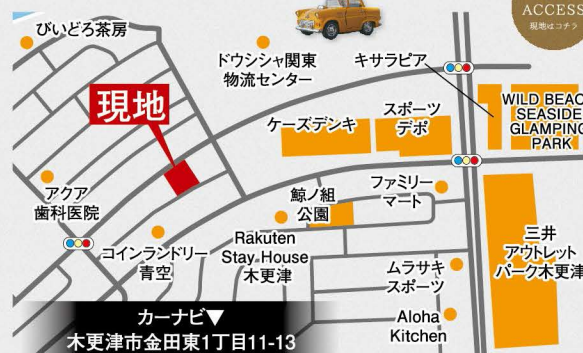 ACCESS
現地はコチラ
びいどろ茶房
ドウシシャ関東
物流センター
キサラピア
現地
ケーズデンキ
スポーツ
デポ
WILD BEAC
SEASIDE
GLAMPING
PARK
アクア
歯科医院
鯨ノ組
公園
ファミリー
マート
コインランドリー
青空
Rakuten
Stay House
木更津
ムラサキ
スポーツ
三井
アウトレット
パーク木更津
Aloha
Kitchen
カーナビ▼
木更津市金田東1丁目11-13